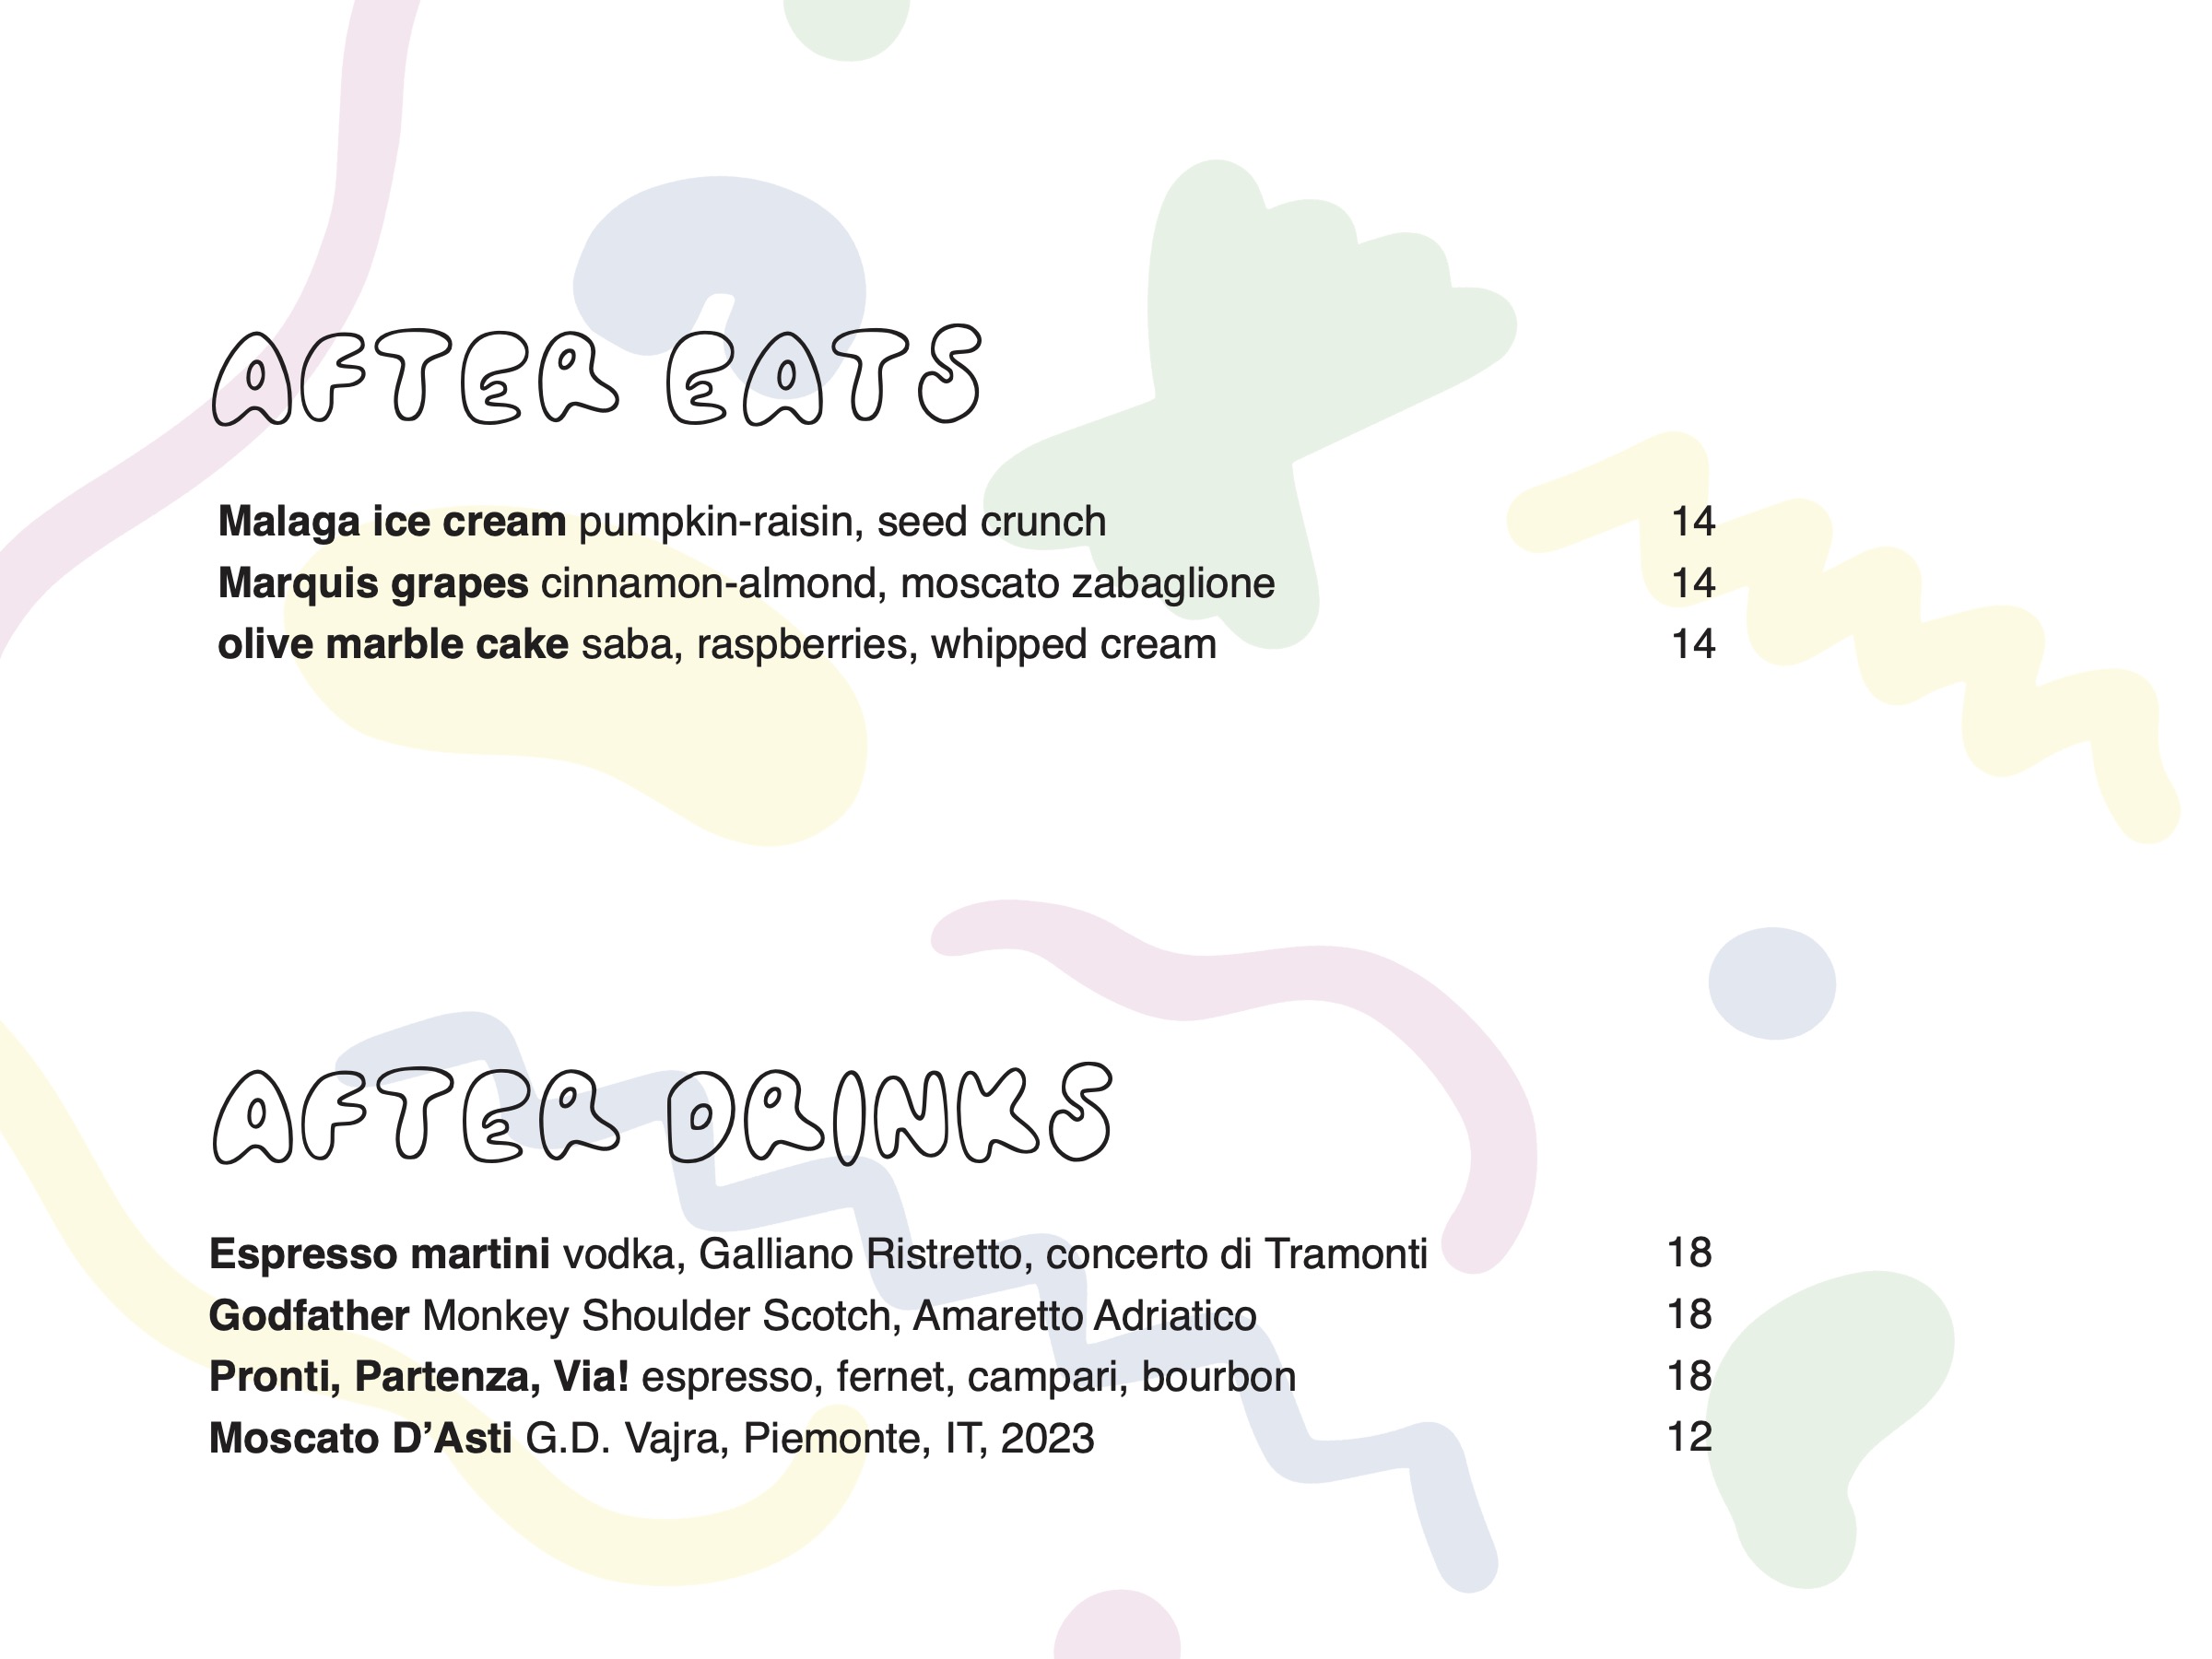 AFTER EATS
Malaga ice cream pumpkin-raisin, seed crunch 14
Marquis grapes cinnamon-almond, moscato zabaglione 14
olive marble cake saba, raspberries, whipped cream 14
AFTER DRINKS
Espresso martini vodka, Galliano Ristretto, concerto di Tramonti 18
Godfather Monkey Shoulder Scotch, Amaretto Adriatico 18
Pronti, Partenza, Via! espresso, fernet, campari, bourbon 18
Moscato D’Asti G.D. Vajra, Piemonte, IT, 2023 12